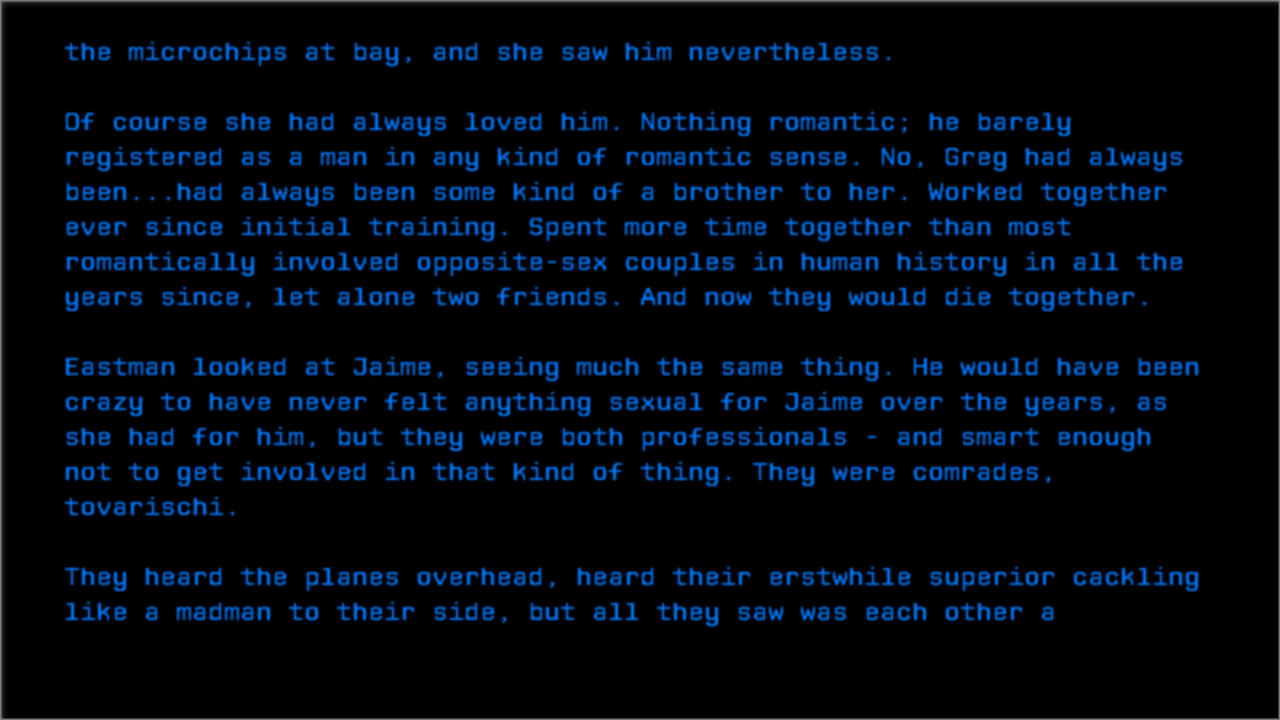 the microchips at bay, and she saw him nevertheless.
Of course she had always loved him. Nothing romantic; he barely
registered as a man in any kind of romantic sense. No, Greg had always
been...had always been some kind of a brother to her. Worked together
ever since initial training. Spent more time together than most
romantically involved opposite-sex couples in human history in all the
years since, let alone two friends. And now they would die together.
Eastman looked at Jaime, seeing much the same thing. He would have been
crazy to have never felt anything sexual for Jaime over the years, as
she had for him, but they were both professionals - and smart enough
not to get involved in that kind of thing. They were comrades,
tovarischi.
They heard the planes overhead, heard their erstwhile superior cackling
like a madman to their side, but all they saw was each other a